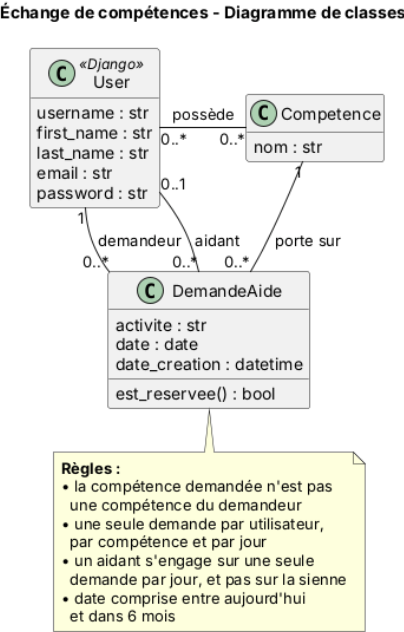 Échange de compétences - Diagramme de classes
C «Django»
User
username : str
first_name : str
last_name : str
email : str
password : str
possède
0..* 0..*
C Competence
nom : str
0..1
1
1
demandeur aidant porte sur
0..* 0..* 0..*
C DemandeAide
activite : str
date : date
date_creation : datetime
est_reservee() : bool
Règles :
• la compétence demandée n'est pas
une compétence du demandeur
• une seule demande par utilisateur,
par compétence et par jour
• un aidant s'engage sur une seule
demande par jour, et pas sur la sienne
• date comprise entre aujourd'hui
et dans 6 mois